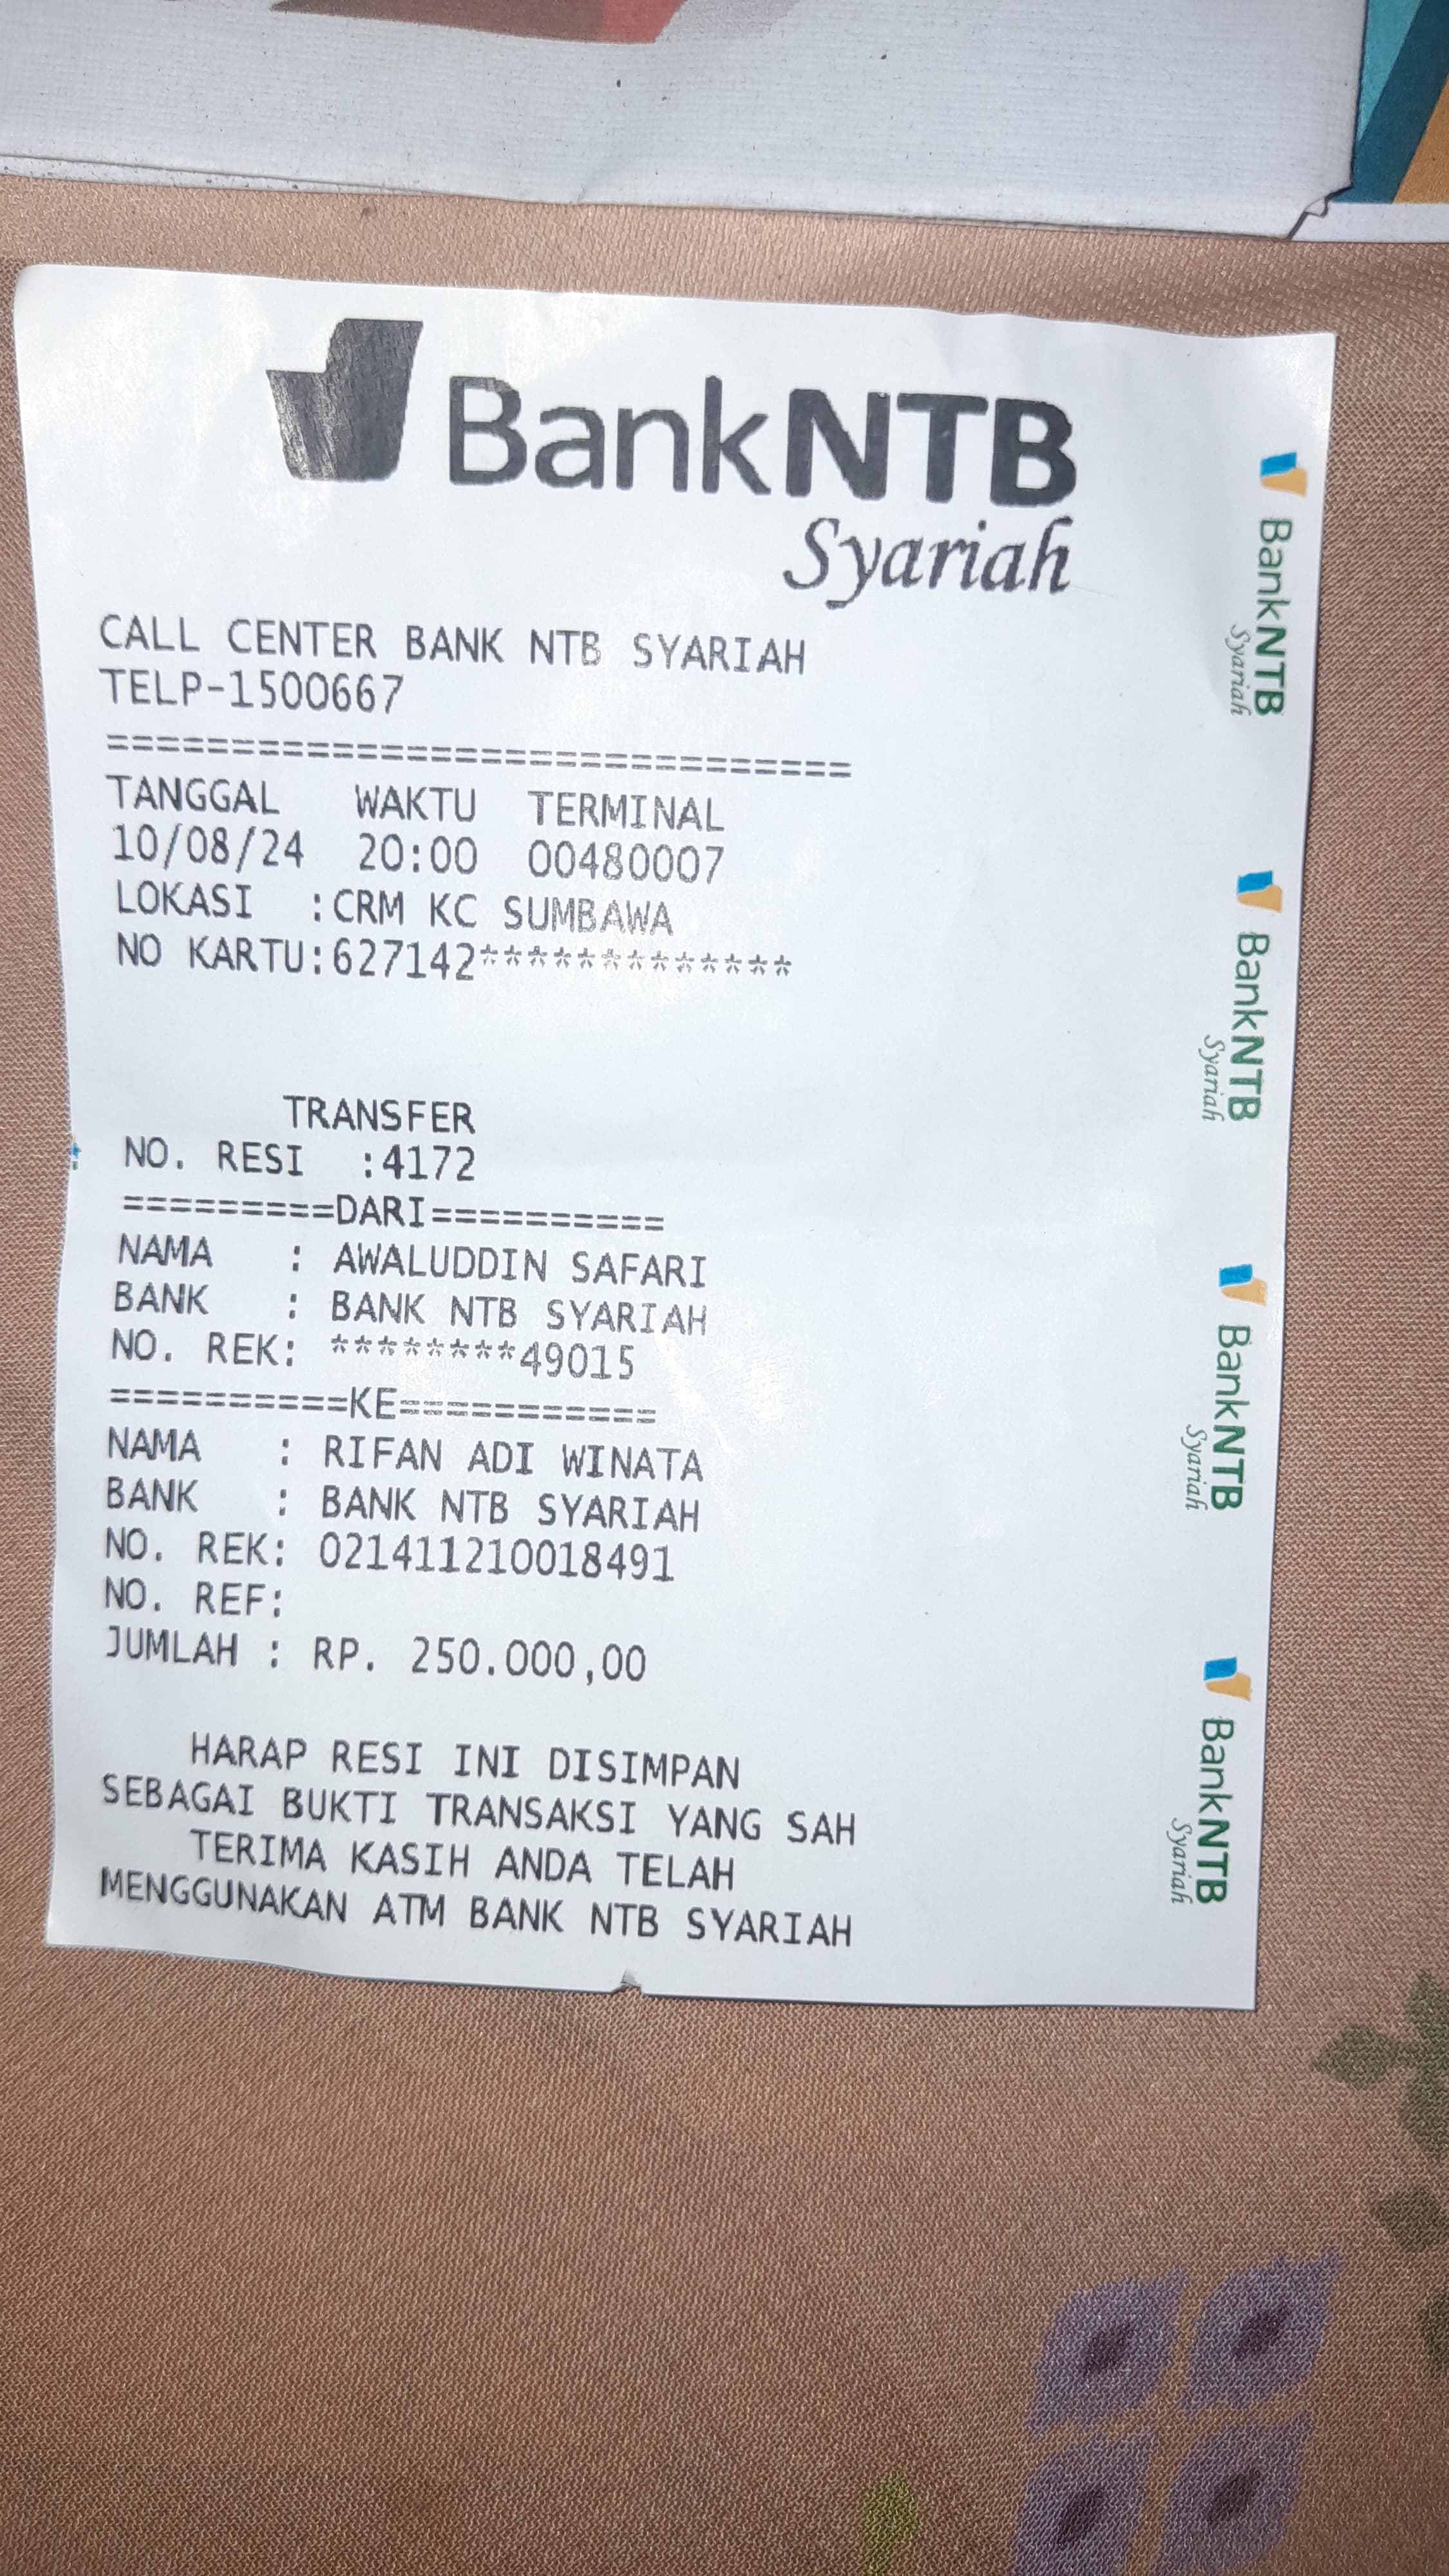 BankNTB
Syariah
CALL CENTER BANK NTB SYARIAH
TELP-1500667
==============================
TANGGAL WAKTU TERMINAL
10/08/24 20:00 00480007
LOKASI :CRM KC SUMBAWA
NO KARTU:627142*************
TRANSFER
NO. RESI :4172
=========DARI==========
NAMA : AWALUDDIN SAFARI
BANK : BANK NTB SYARIAH
NO. REK: ********49015
==========KE===========
NAMA : RIFAN ADI WINATA
BANK : BANK NTB SYARIAH
NO. REK: 021411210018491
NO. REF:
JUMLAH : RP. 250.000,00
HARAP RESI INI DISIMPAN
SEBAGAI BUKTI TRANSAKSI YANG SAH
TERIMA KASIH ANDA TELAH
MENGGUNAKAN ATM BANK NTB SYARIAH
BankNTB
Syariah
BankNTB
Syariah
BankNTB
Syariah
BankNTB
Syariah